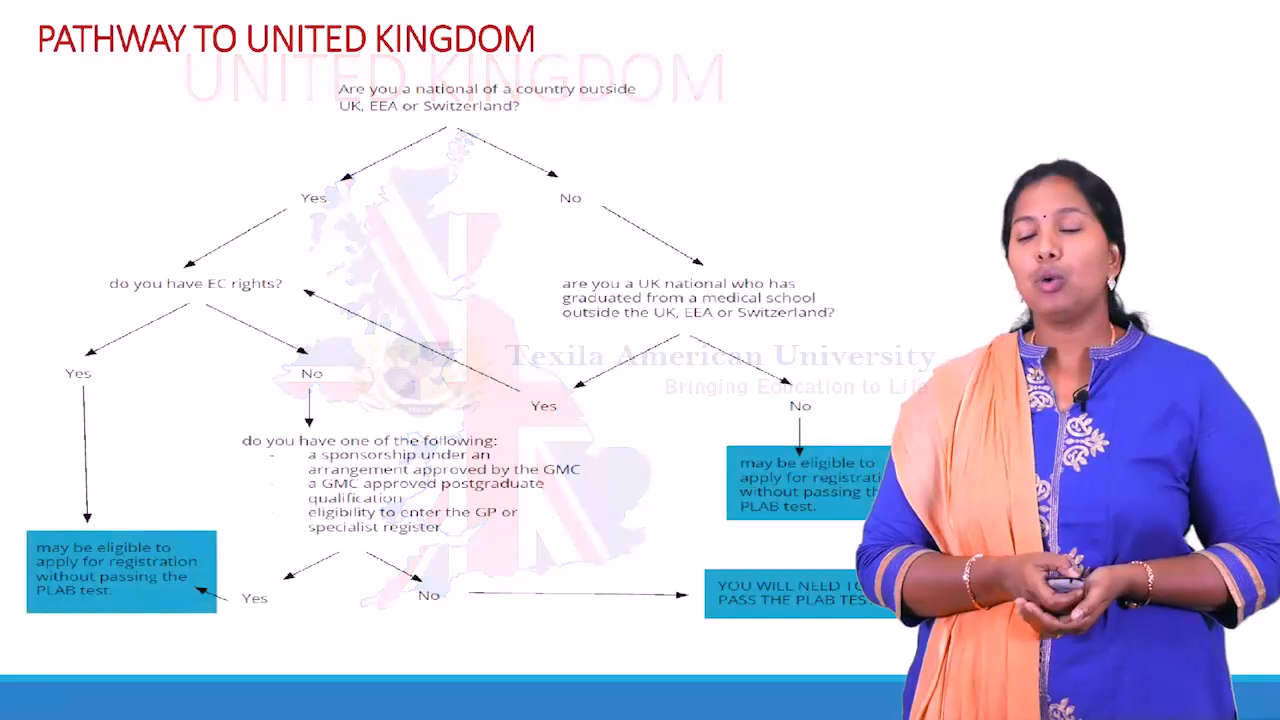 PATHWAY TO UNITED KINGDOM
UNITED KINGDOM
Are you a national of a country outside
UK, EEA or Switzerland?
Yes
No
do you have EC rights?
are you a UK national who has
graduated from a medical school
outside the UK, EEA or Switzerland?
Texila American University
Bringing Education to Life
Yes
No
Yes
No
do you have one of the following:
- a sponsorship under an
arrangement approved by the GMC
- a GMC approved postgraduate
qualification
- eligibility to enter the GP or
specialist register
may be eligible to
apply for registrati
without passing th
PLAB test.
may be eligible to
apply for registration
without passing the
PLAB test.
Yes
No
YOU WILL NEED TO
PASS THE PLAB TES
TEXILA